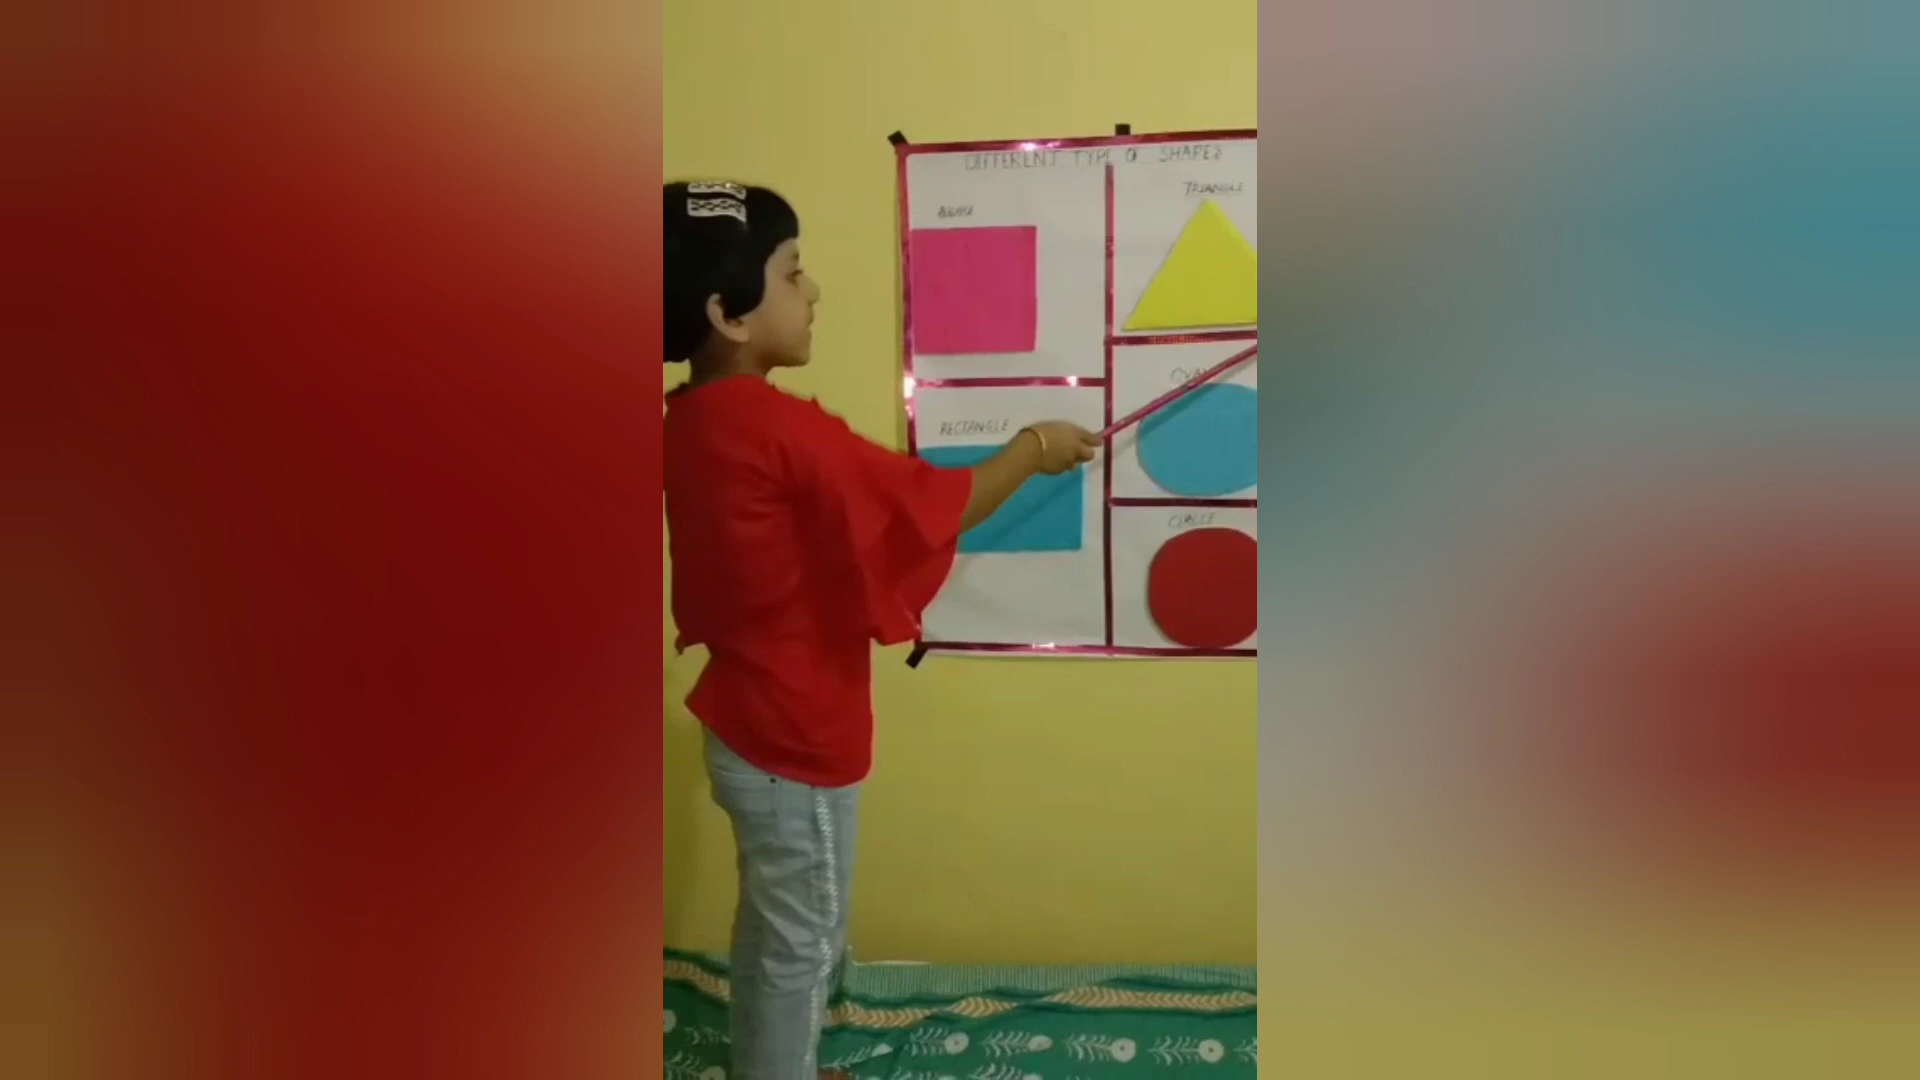 DIFFERENT TYPE OF SHAPES
TRIANGLE
RECTANGLE
CIRCLE